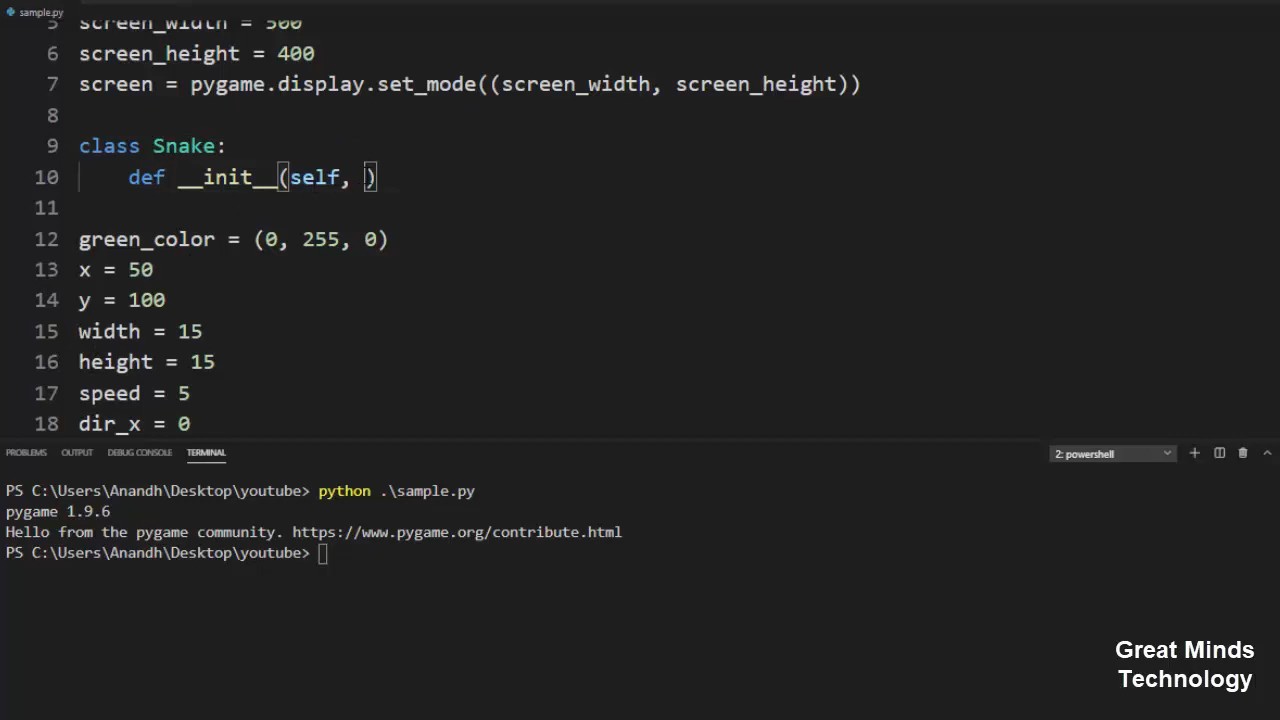 sample.py
5 screen_width = 500
6 screen_height = 400
7 screen = pygame.display.set_mode((screen_width, screen_height))
8
9 class Snake:
10 def __init__(self, )
11
12 green_color = (0, 255, 0)
13 x = 50
14 y = 100
15 width = 15
16 height = 15
17 speed = 5
18 dir_x = 0
PROBLEMS OUTPUT DEBUG CONSOLE TERMINAL 2: powershell
PS C:\Users\Anandh\Desktop\youtube> python .\sample.py
pygame 1.9.6
Hello from the pygame community. https://www.pygame.org/contribute.html
PS C:\Users\Anandh\Desktop\youtube>
Great Minds
Technology